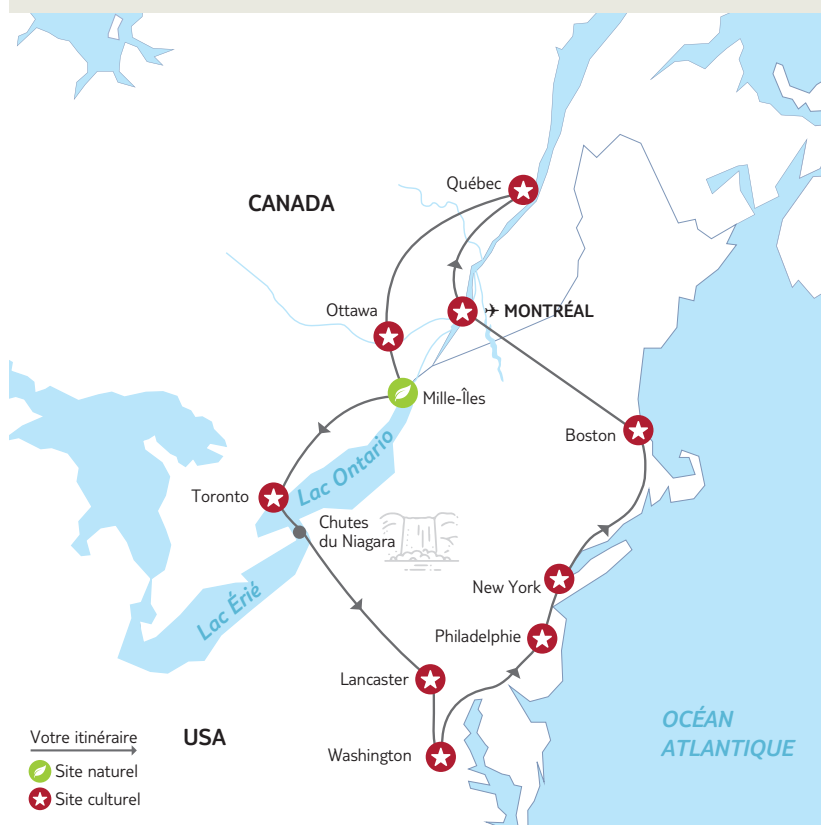 Québec
CANADA
Ottawa
MONTRÉAL
Mille-Îles
Boston
Lac Ontario
Toronto
Chutes
du Niagara
New York
Lac Érié
Philadelphie
Lancaster
OCÉAN
ATLANTIQUE
USA
Washington
Votre itinéraire
Site naturel
Site culturel